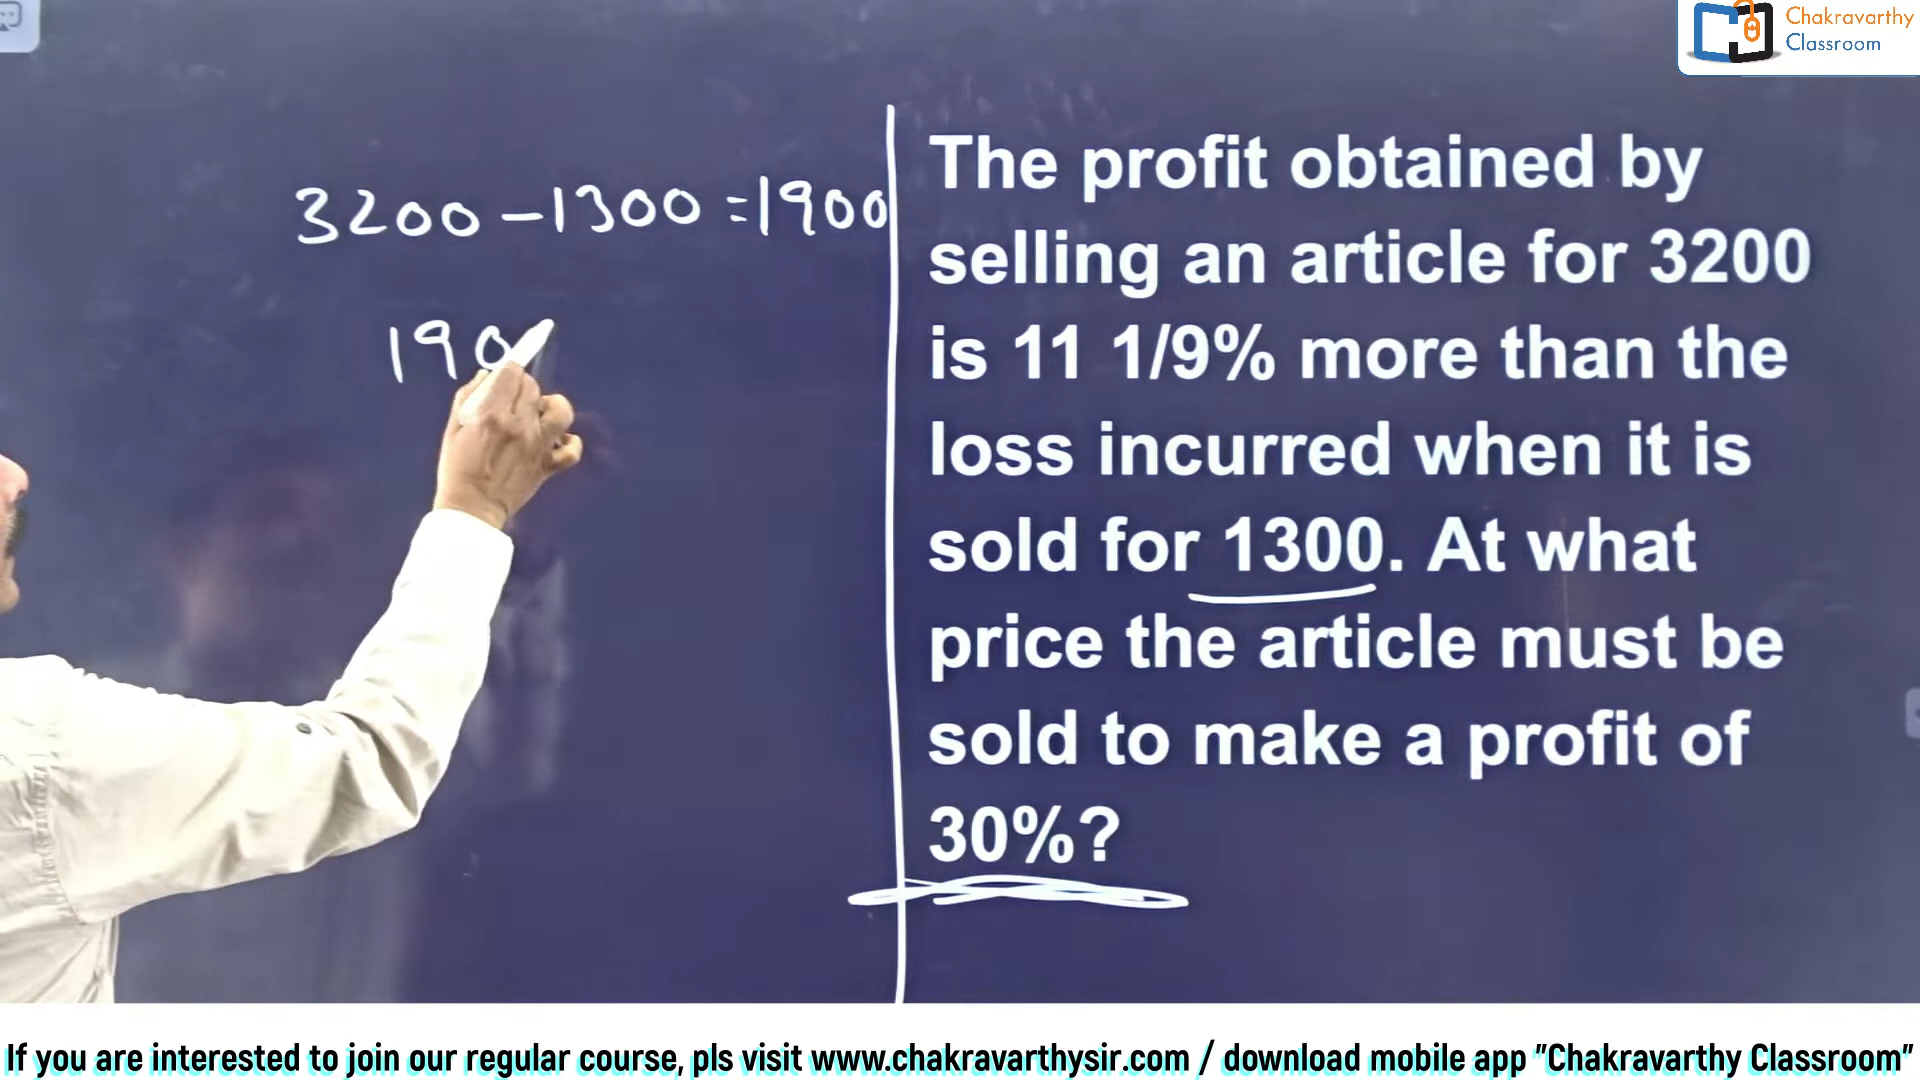 Chakravarthy
Classroom
3200 - 1300 = 1900
190
The profit obtained by
selling an article for 3200
is 11 1/9% more than the
loss incurred when it is
sold for 1300. At what
price the article must be
sold to make a profit of
30%?
If you are interested to join our regular course, pls visit www.chakravarthysir.com / download mobile app "Chakravarthy Classroom"